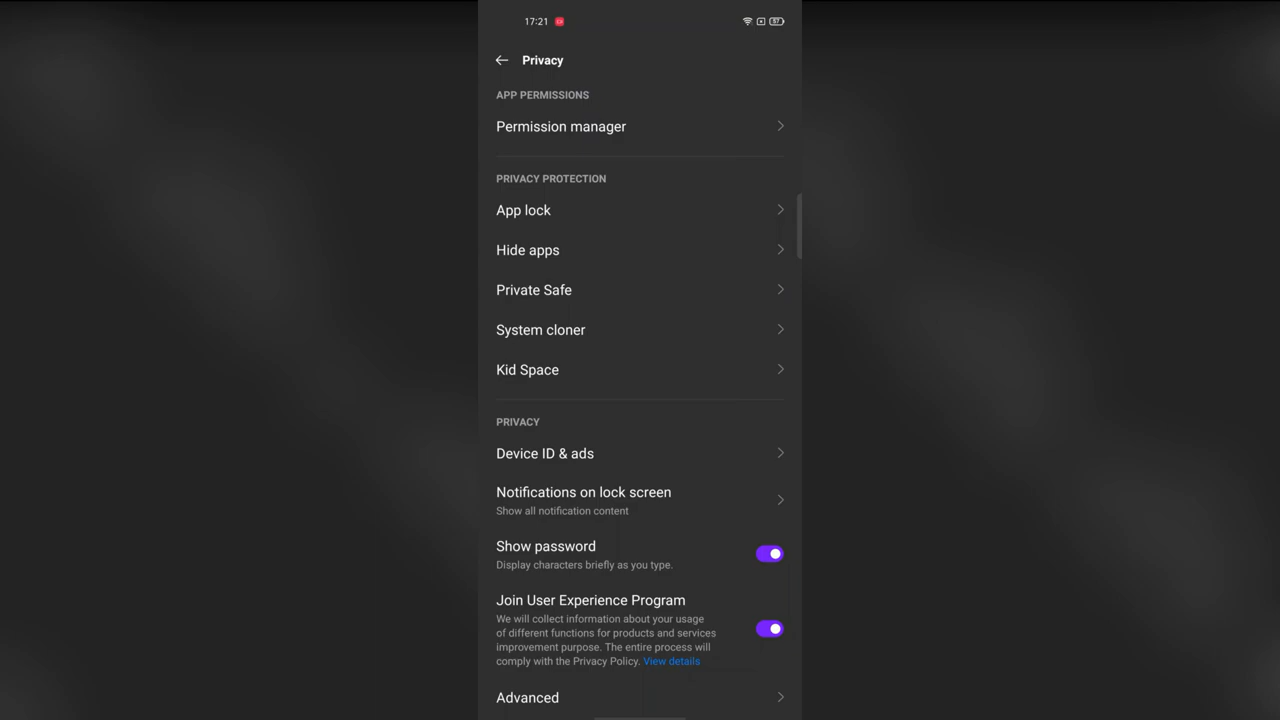 17:21
57
Privacy
APP PERMISSIONS
Permission manager
PRIVACY PROTECTION
App lock
Hide apps
Private Safe
System cloner
Kid Space
PRIVACY
Device ID & ads
Notifications on lock screen
Show all notification content
Show password
Display characters briefly as you type.
Join User Experience Program
We will collect information about your usage
of different functions for products and services
improvement purpose. The entire process will
comply with the Privacy Policy. View details
Advanced